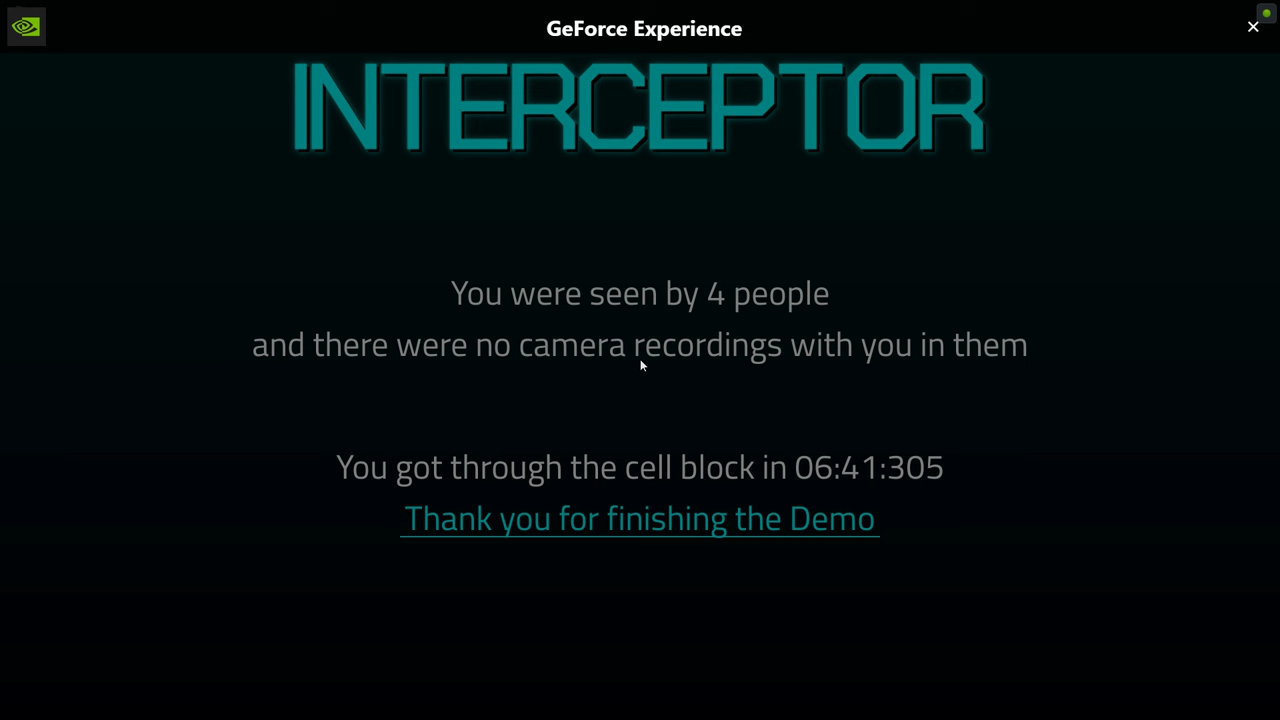 GeForce Experience
INTERCEPTOR
You were seen by 4 people
and there were no camera recordings with you in them
You got through the cell block in 06:41:305
Thank you for finishing the Demo